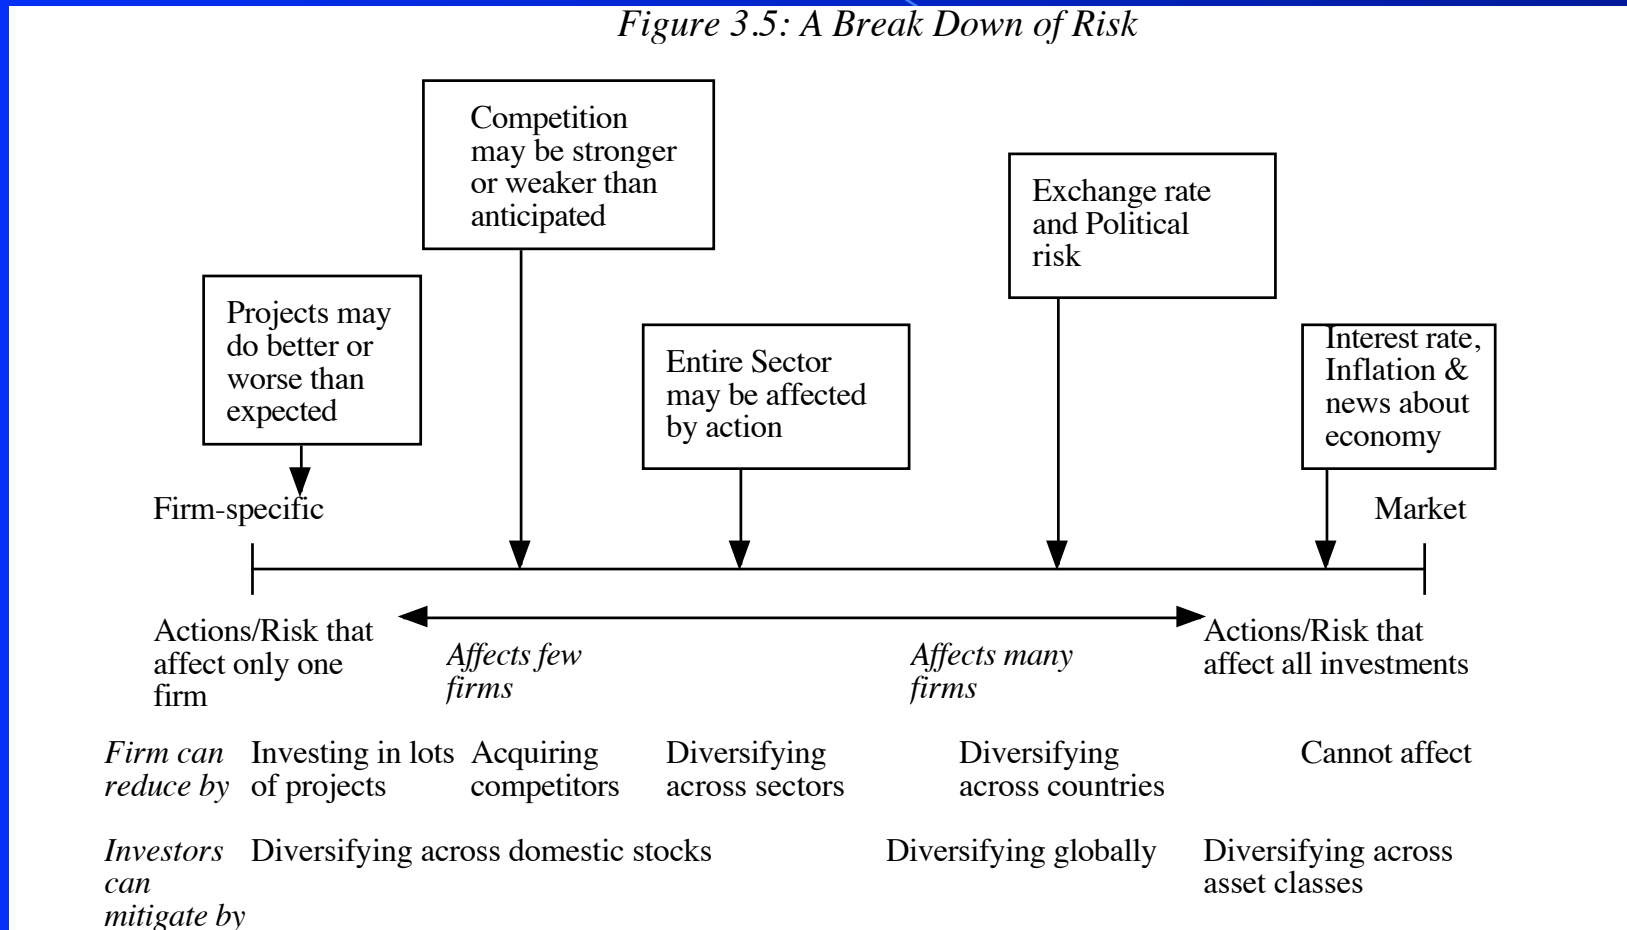 Figure 3.5: A Break Down of Risk
Competition
may be stronger
or weaker than
anticipated
Exchange rate
and Political
risk
Projects may
do better or
worse than
expected
Entire Sector
may be affected
by action
Interest rate,
Inflation &
news about
economy
Firm-specific
Market
Actions/Risk that
affect only one
firm
Affects few
firms
Affects many
firms
Actions/Risk that
affect all investments
Firm can
reduce by
Investing in lots
of projects
Acquiring
competitors
Diversifying
across sectors
Diversifying
across countries
Cannot affect
Investors
can
mitigate by
Diversifying across domestic stocks
Diversifying globally
Diversifying across
asset classes